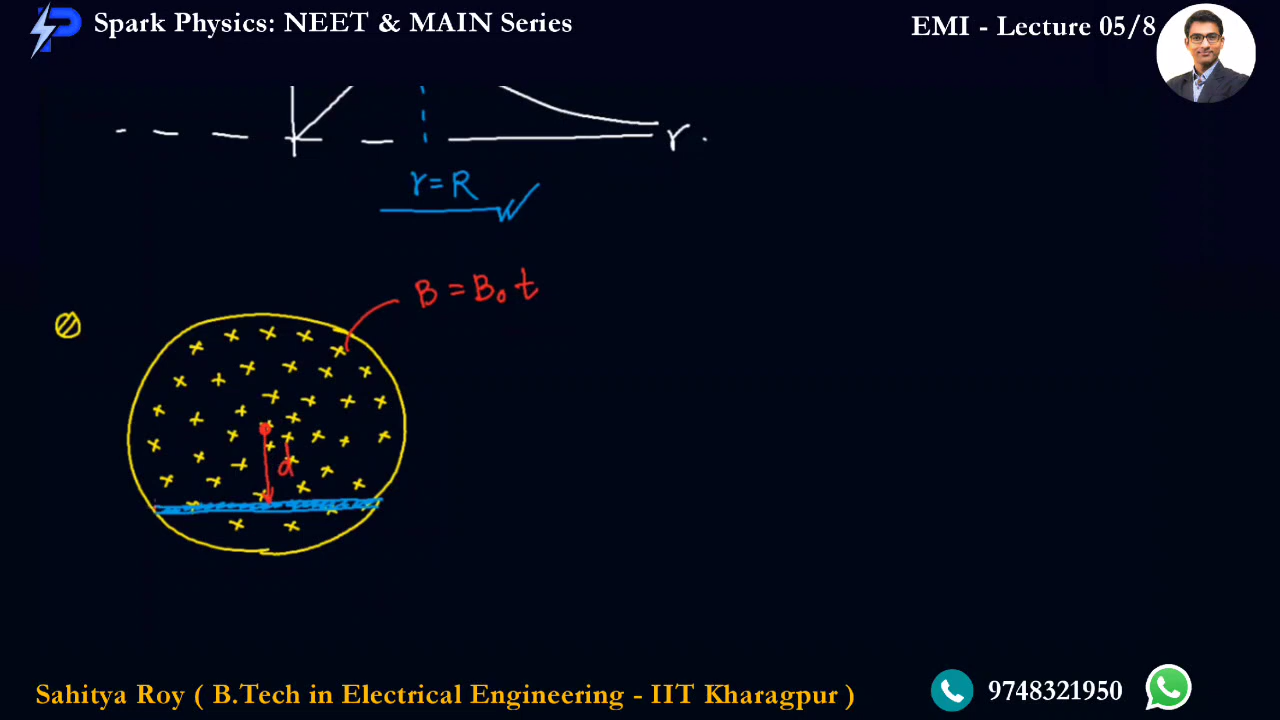 Spark Physics: NEET & MAIN Series
EMI - Lecture 05/8
r.
r = R
B = B₀ t
d
Sahitya Roy ( B.Tech in Electrical Engineering - IIT Kharagpur )
9748321950